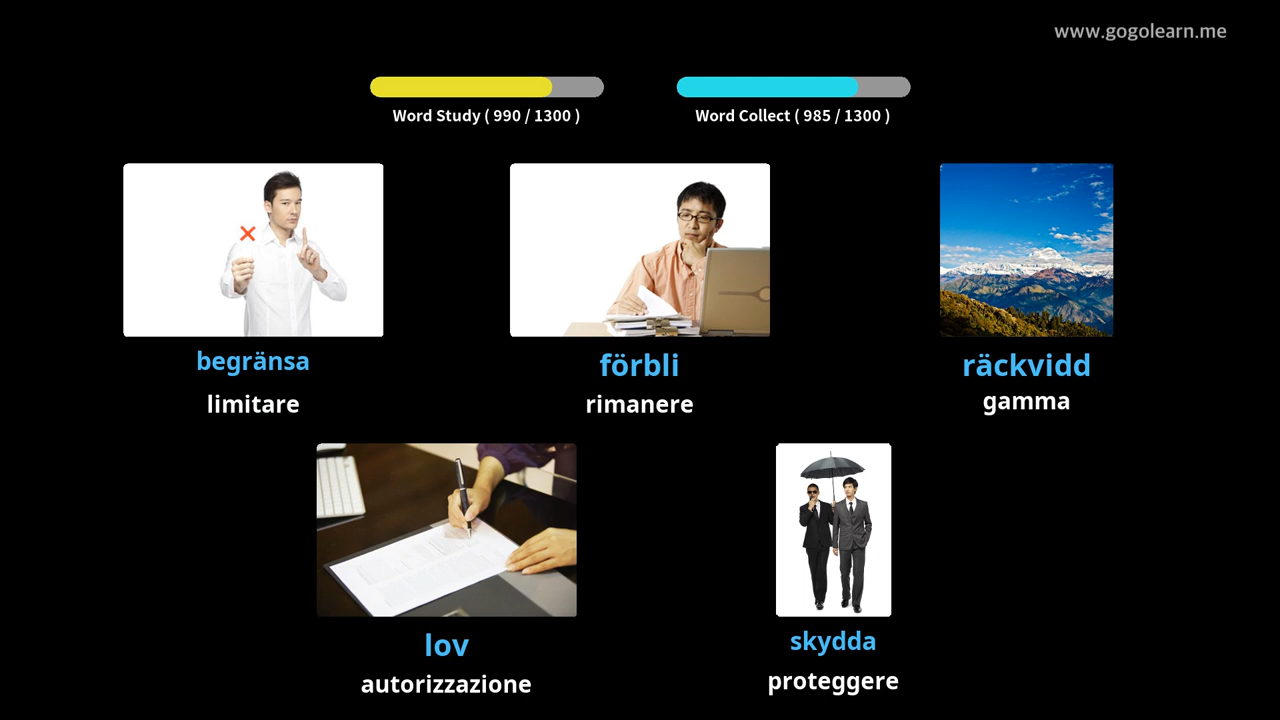 www.gogolearn.me
Word Study ( 990 / 1300 )
Word Collect ( 985 / 1300 )
begränsa
limitare
förbli
rimanere
räckvidd
gamma
lov
autorizzazione
skydda
proteggere